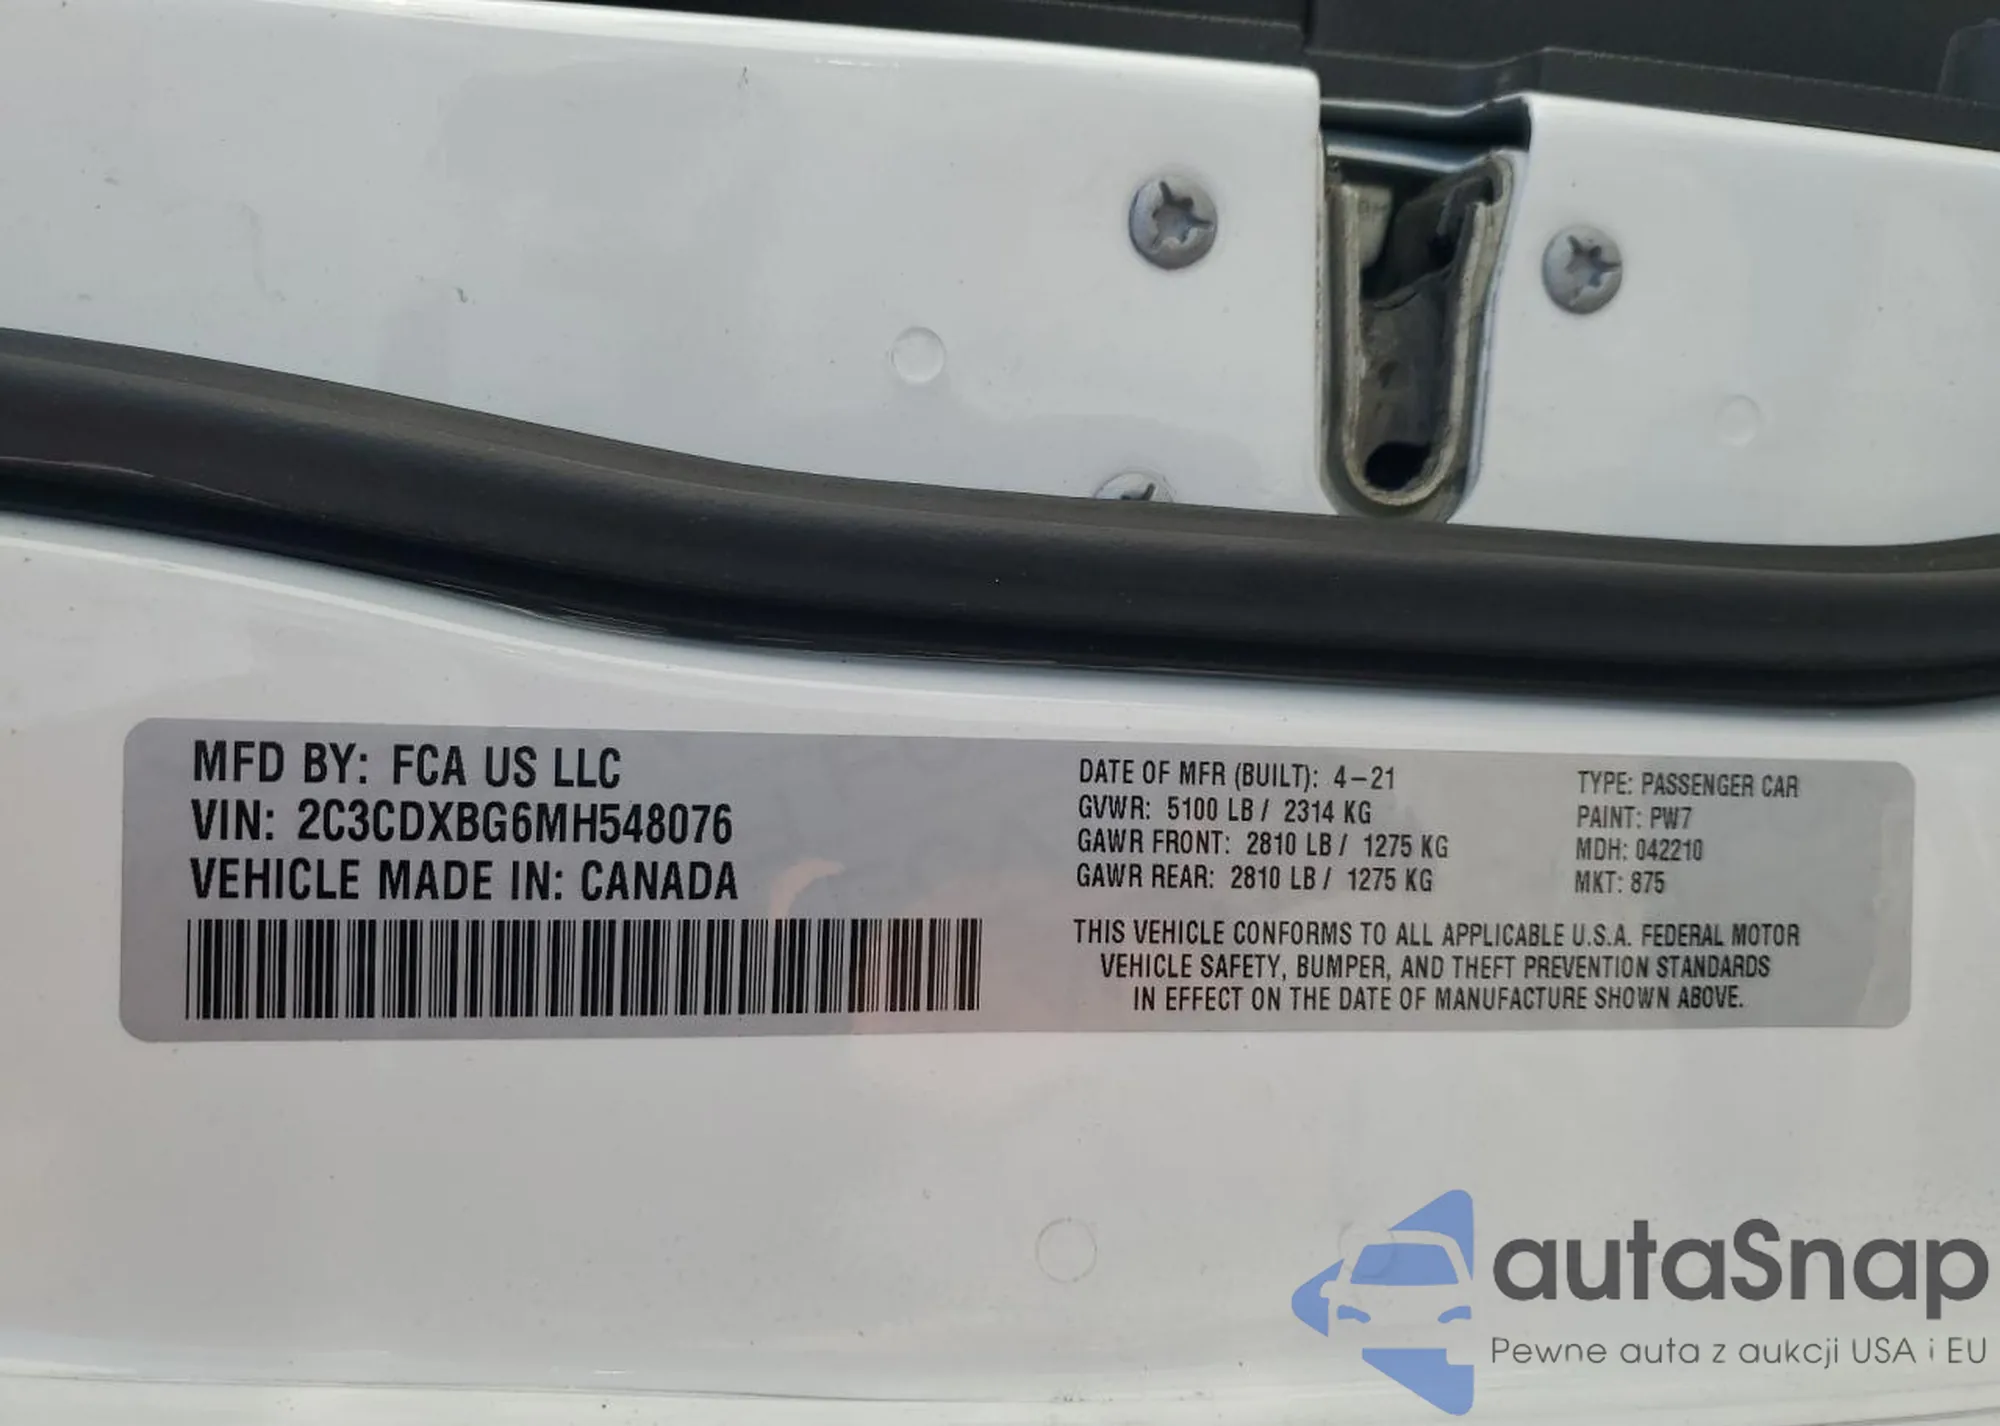 MFD BY: FCA US LLC
VIN: 2C3CDXBG6MH548076
VEHICLE MADE IN: CANADA
DATE OF MFR (BUILT): 4-21
GVWR: 5100 LB / 2314 KG
GAWR FRONT: 2810 LB / 1275 KG
GAWR REAR: 2810 LB / 1275 KG
TYPE: PASSENGER CAR
PAINT: PW7
MDH: 042210
MKT: 875
THIS VEHICLE CONFORMS TO ALL APPLICABLE U.S.A. FEDERAL MOTOR
VEHICLE SAFETY, BUMPER, AND THEFT PREVENTION STANDARDS
IN EFFECT ON THE DATE OF MANUFACTURE SHOWN ABOVE.
autaSnap
Pewne auta z aukcji USA i EU